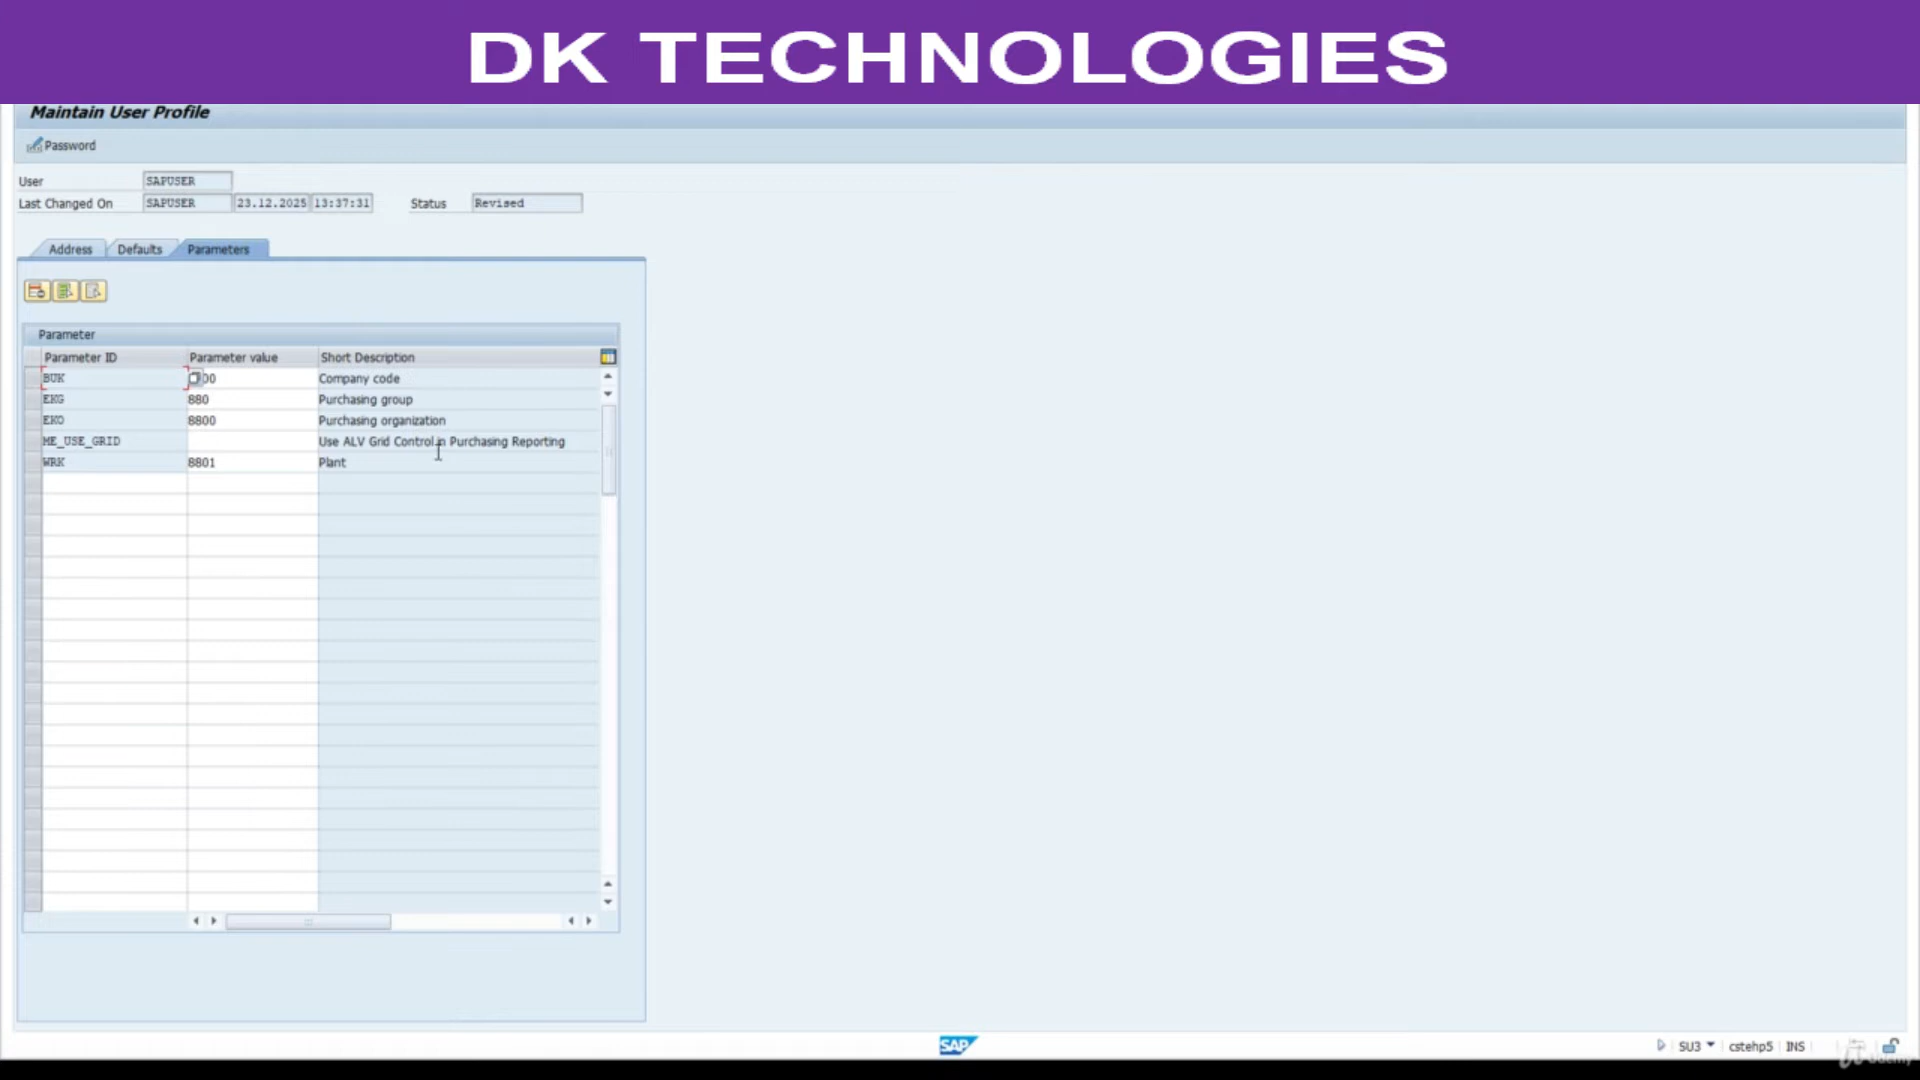 DK TECHNOLOGIES
Maintain User Profile
Password
User SAPUSER
Last Changed On SAPUSER 23.12.2025 13:37:31 Status Revised
Address Defaults Parameters
Parameter
Parameter ID Parameter value Short Description
BUK 00 Company code
EKG 880 Purchasing group
EKO 8800 Purchasing organization
ME_USE_GRID Use ALV Grid Control in Purchasing Reporting
WRK 8801 Plant
SAP SU3 cstehp5 INS
Udemy